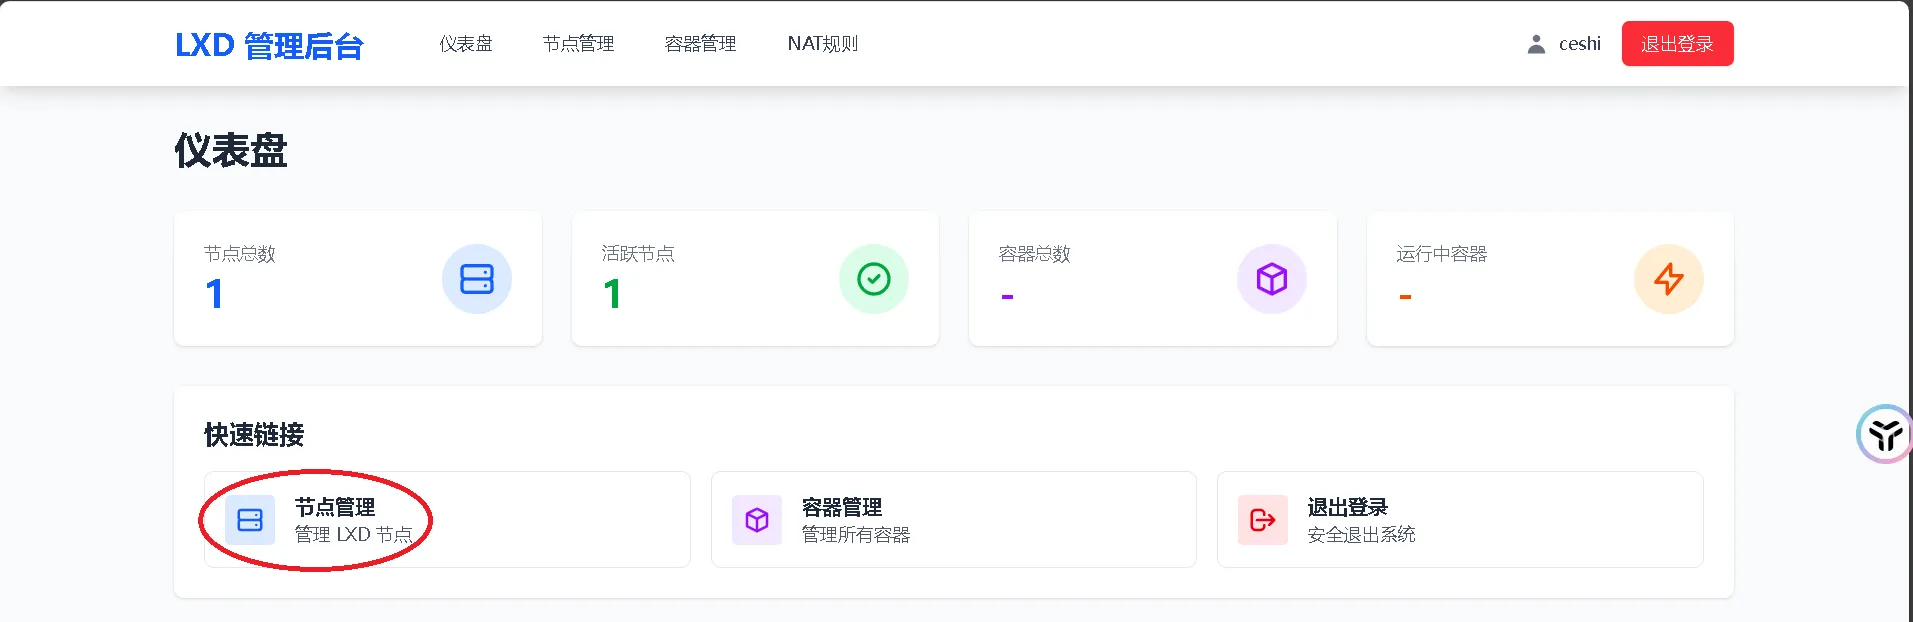 LXD 管理后台 仪表盘 节点管理 容器管理 NAT规则 ceshi 退出登录
仪表盘
节点总数 活跃节点 容器总数 运行中容器
1 1 - -
快速链接
节点管理 容器管理 退出登录
管理 LXD 节点 管理所有容器 安全退出系统